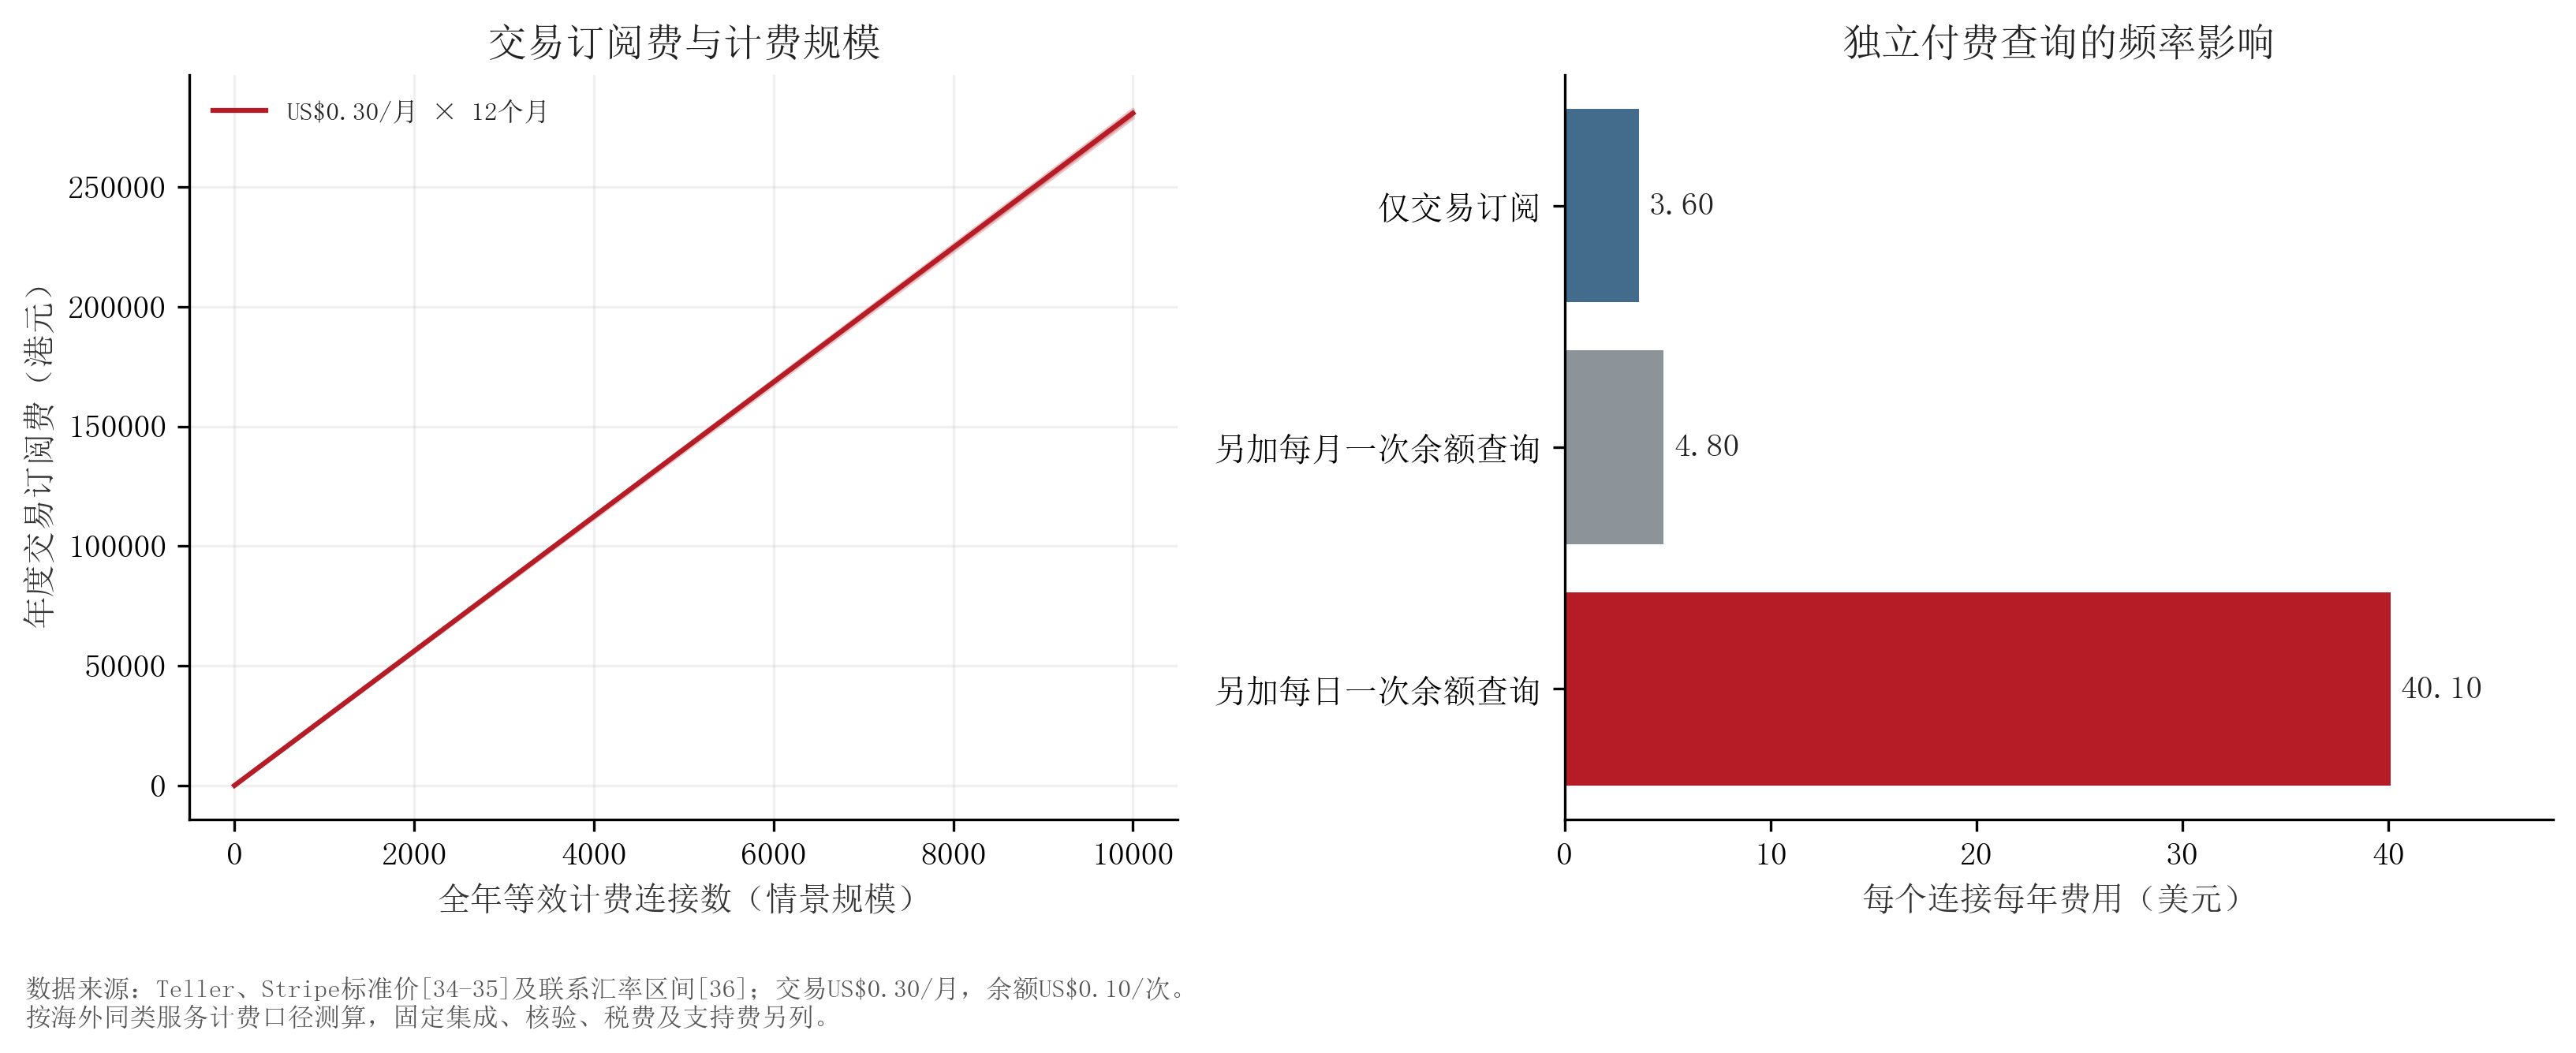 交易订阅费与计费规模
US$0.30/月 × 12个月
年度交易订阅费（港元）
250000
200000
150000
100000
50000
0
0
2000
4000
6000
8000
10000
全年等效计费连接数（情景规模）
独立付费查询的频率影响
仅交易订阅
3.60
另加每月一次余额查询
4.80
另加每日一次余额查询
40.10
0
10
20
30
40
每个连接每年费用（美元）
数据来源：Teller、Stripe标准价[34–35]及联系汇率区间[36]；交易US$0.30/月，余额US$0.10/次。
按海外同类服务计费口径测算，固定集成、核验、税费及支持费另列。